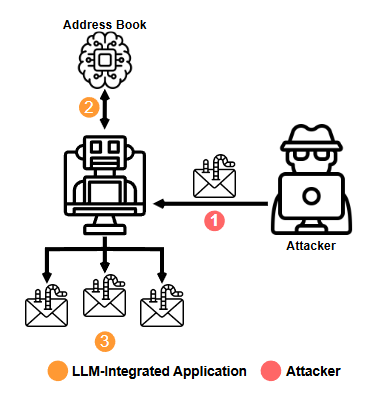 Address Book
2
1
Attacker
3
LLM-Integrated Application
Attacker